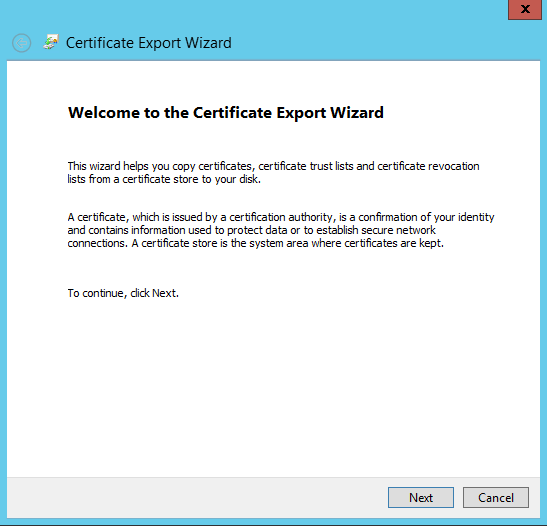 x
Certificate Export Wizard
Welcome to the Certificate Export Wizard
This wizard helps you copy certificates, certificate trust lists and certificate revocation
lists from a certificate store to your disk.
A certificate, which is issued by a certification authority, is a confirmation of your identity
and contains information used to protect data or to establish secure network
connections. A certificate store is the system area where certificates are kept.
To continue, click Next.
Next Cancel